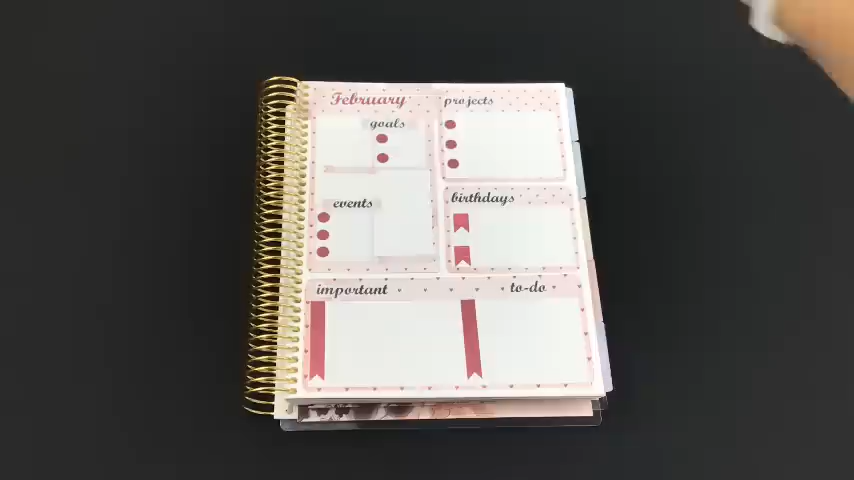 February
projects
goals
events
birthdays
important
to-do